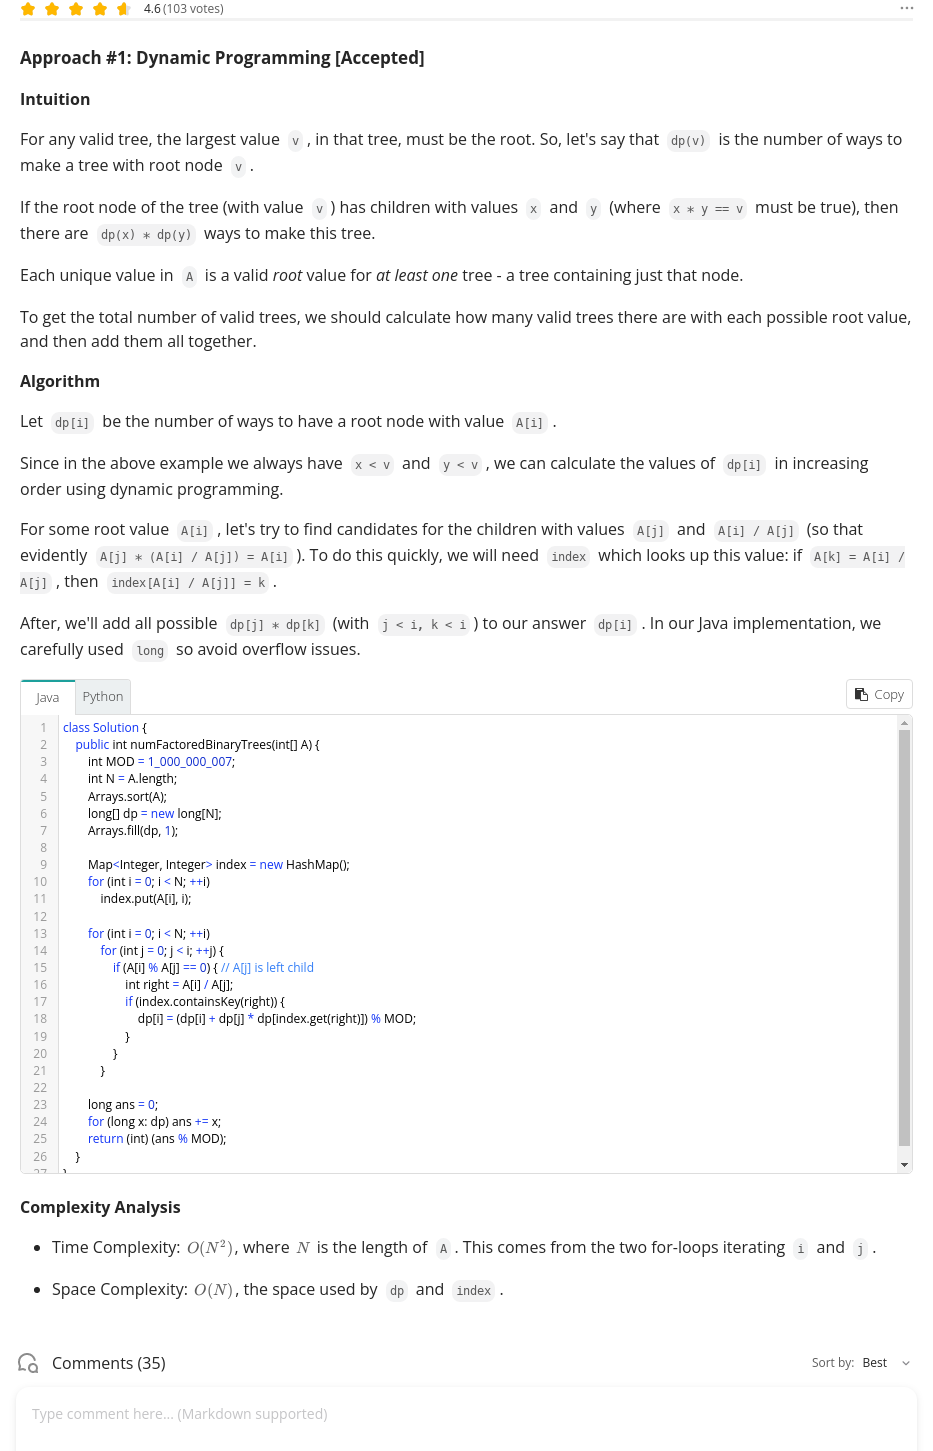 4.6 (103 votes)
Approach #1: Dynamic Programming [Accepted]
Intuition
For any valid tree, the largest value v , in that tree, must be the root. So, let's say that dp(v) is the number of ways to
make a tree with root node v .
If the root node of the tree (with value v ) has children with values x and y (where x * y == v must be true), then
there are dp(x) * dp(y) ways to make this tree.
Each unique value in A is a valid root value for at least one tree - a tree containing just that node.
To get the total number of valid trees, we should calculate how many valid trees there are with each possible root value,
and then add them all together.
Algorithm
Let dp[i] be the number of ways to have a root node with value A[i] .
Since in the above example we always have x < v and y < v , we can calculate the values of dp[i] in increasing
order using dynamic programming.
For some root value A[i] , let's try to find candidates for the children with values A[j] and A[i] / A[j] (so that
evidently A[j] * (A[i] / A[j]) = A[i] ). To do this quickly, we will need index which looks up this value: if A[k] = A[i] /
A[j] , then index[A[i] / A[j]] = k .
After, we'll add all possible dp[j] * dp[k] (with j < i, k < i ) to our answer dp[i] . In our Java implementation, we
carefully used long so avoid overflow issues.
Java Python Copy
1 class Solution {
2 public int numFactoredBinaryTrees(int[] A) {
3 int MOD = 1_000_000_007;
4 int N = A.length;
5 Arrays.sort(A);
6 long[] dp = new long[N];
7 Arrays.fill(dp, 1);
8
9 Map<Integer, Integer> index = new HashMap();
10 for (int i = 0; i < N; ++i)
11 index.put(A[i], i);
12
13 for (int i = 0; i < N; ++i)
14 for (int j = 0; j < i; ++j) {
15 if (A[i] % A[j] == 0) { // A[j] is left child
16 int right = A[i] / A[j];
17 if (index.containsKey(right)) {
18 dp[i] = (dp[i] + dp[j] * dp[index.get(right)]) % MOD;
19 }
20 }
21 }
22
23 long ans = 0;
24 for (long x: dp) ans += x;
25 return (int) (ans % MOD);
26 }
27 }
Complexity Analysis
• Time Complexity: O(N²), where N is the length of A . This comes from the two for-loops iterating i and j .
• Space Complexity: O(N), the space used by dp and index .
Comments (35) Sort by: Best
Type comment here... (Markdown supported)